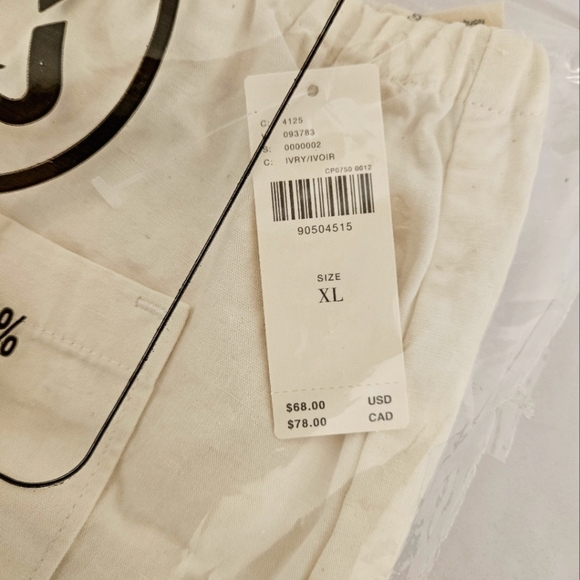 C: 4125
093783
S: 0000002
C: IVRY/IVOIR
CP0750 0012
90504515
SIZE
XL
$68.00 USD
$78.00 CAD
%